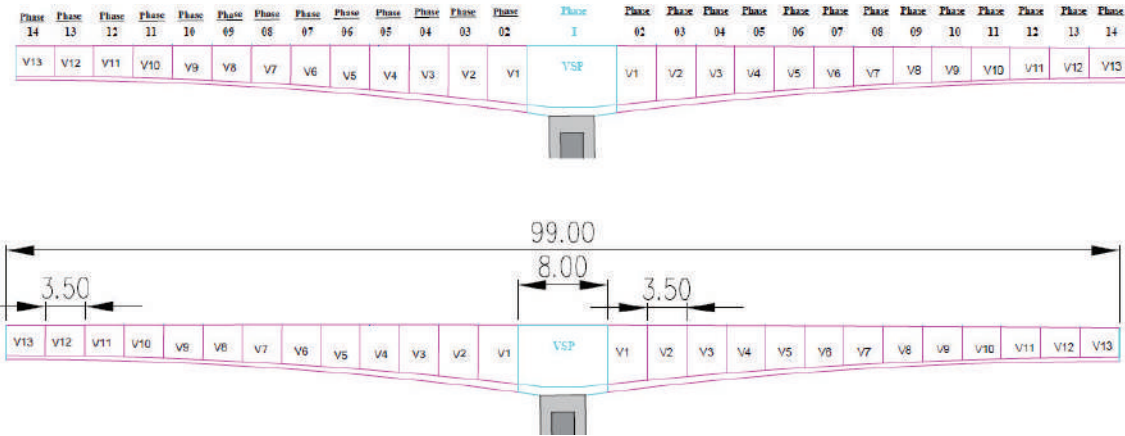 Phase Phase Phase Phase Phase Phase Phase Phase Phase Phase Phase Phase Phase Phase Phase Phase Phase Phase Phase Phase Phase Phase Phase Phase Phase Phase Phase
14 13 12 11 10 09 08 07 06 05 04 03 02 I 02 03 04 05 06 07 08 09 10 11 12 13 14
V13 V12 V11 V10 V9 V8 V7 V6 V5 V4 V3 V2 V1 VSP V1 V2 V3 V4 V5 V6 V7 V8 V9 V10 V11 V12 V13
99.00
8.00
3.50 3.50
V13 V12 V11 V10 V9 V8 V7 V6 V5 V4 V3 V2 V1 VSP V1 V2 V3 V4 V5 V6 V7 V8 V9 V10 V11 V12 V13